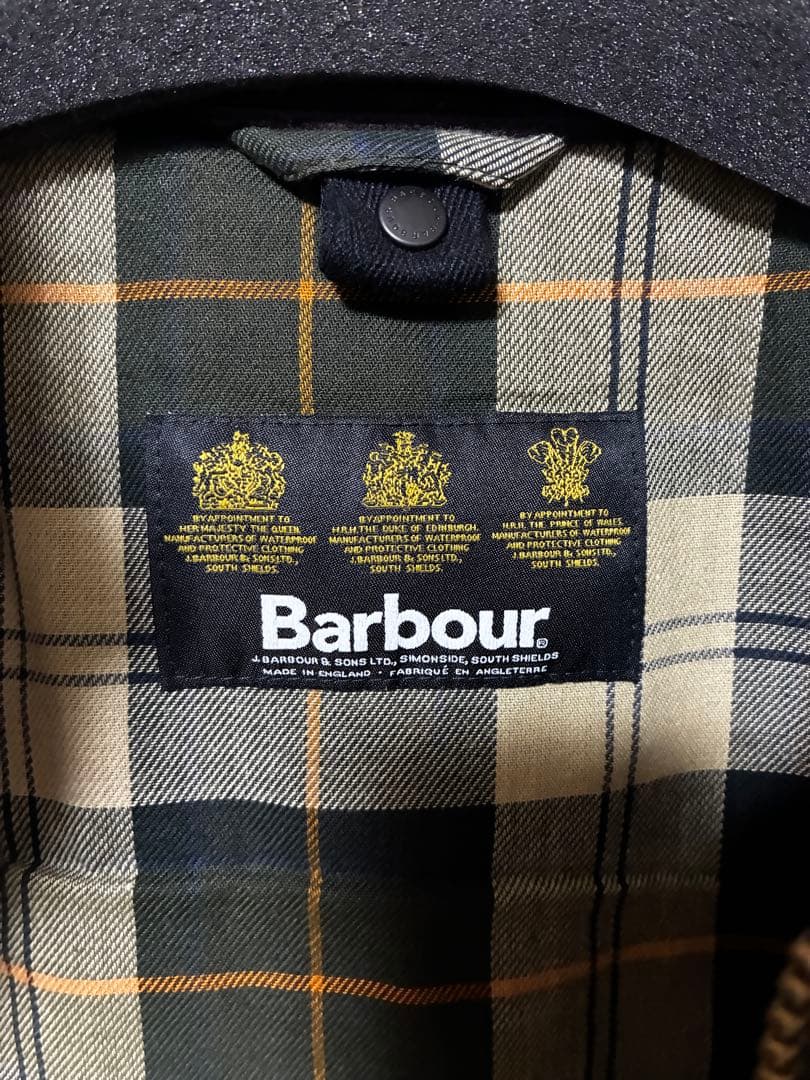 BY APPOINTMENT TO
HER MAJESTY THE QUEEN
MANUFACTURERS OF WATERPROOF
AND PROTECTIVE CLOTHING
J.BARBOUR & SONS LTD.,
SOUTH SHIELDS.
BY APPOINTMENT TO
H.R.H. THE DUKE OF EDINBURGH.
MANUFACTURERS OF WATERPROOF
AND PROTECTIVE CLOTHING
J.BARBOUR & SONS LTD.,
SOUTH SHIELDS.
BY APPOINTMENT TO
H.R.H. THE PRINCE OF WALES.
MANUFACTURERS OF WATERPROOF
AND PROTECTIVE CLOTHING
J.BARBOUR & SONS LTD.,
SOUTH SHIELDS.
Barbour®
J.BARBOUR & SONS LTD., SIMONSIDE, SOUTH SHIELDS
MADE IN ENGLAND · FABRIQUÉ EN ANGLETERRE